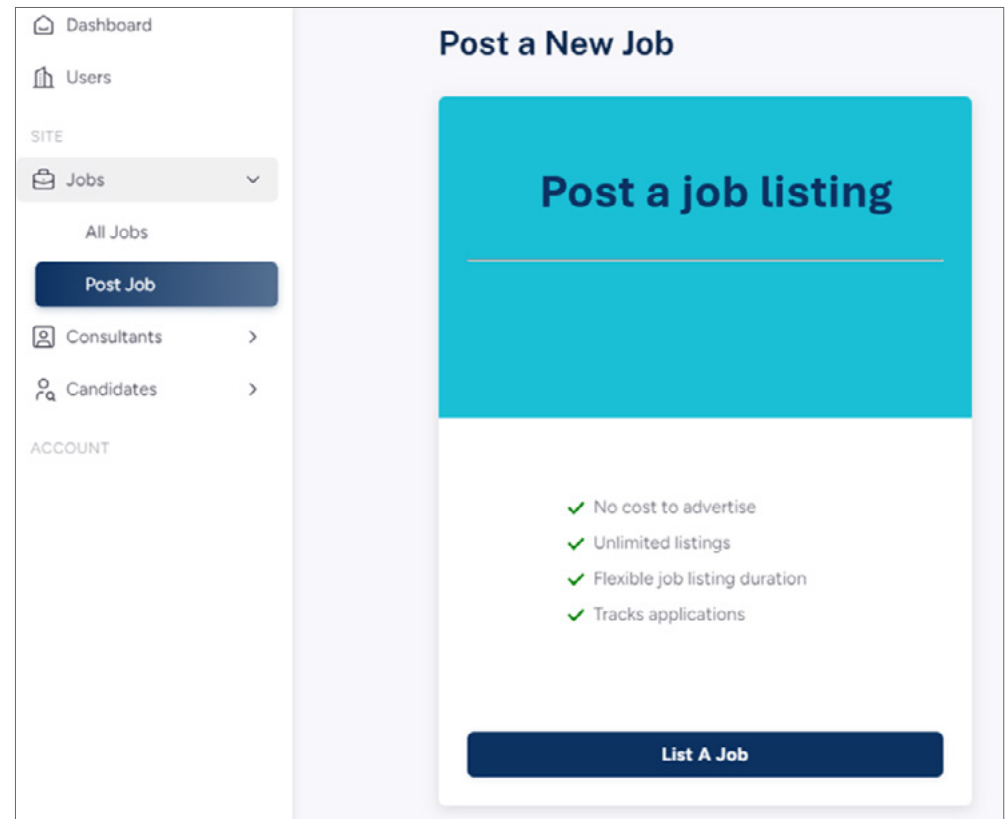 Dashboard
Users
SITE
Jobs
All Jobs
Post Job
Consultants
Candidates
ACCOUNT
Post a New Job
Post a job listing
No cost to advertise
Unlimited listings
Flexible job listing duration
Tracks applications
List A Job